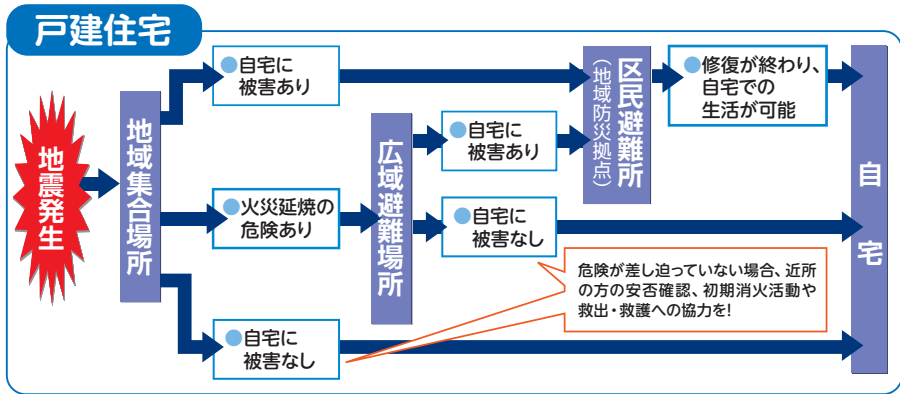 戸建住宅
地震発生
地域集合場所
●自宅に
被害あり
●火災延焼の
危険あり
●自宅に
被害なし
広域避難場所
●自宅に
被害あり
●自宅に
被害なし
区民避難所
(地域防災拠点)
●修復が終わり、
自宅での
生活が可能
危険が差し迫っていない場合、近所
の方の安否確認、初期消火活動や
救出・救護への協力を!
自宅